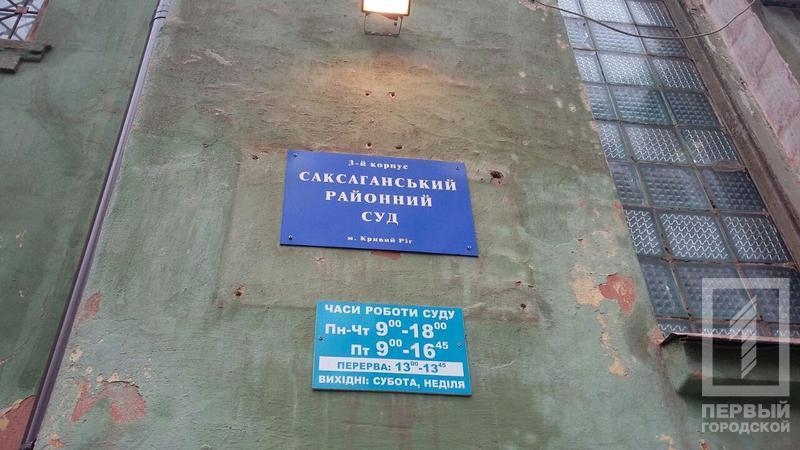 3-й корпус
САКСАГАНСЬКИЙ
РАЙОННИЙ
СУД
м. Кривий Ріг
ЧАСИ РОБОТИ СУДУ
Пн-Чт 9⁰⁰-18⁰⁰
Пт 9⁰⁰-16⁴⁵
ПЕРЕРВА: 13⁰⁰-13⁴⁵
ВИХІДНІ: СУБОТА, НЕДІЛЯ
ПЕРВЫЙ
ГОРОДСКОЙ